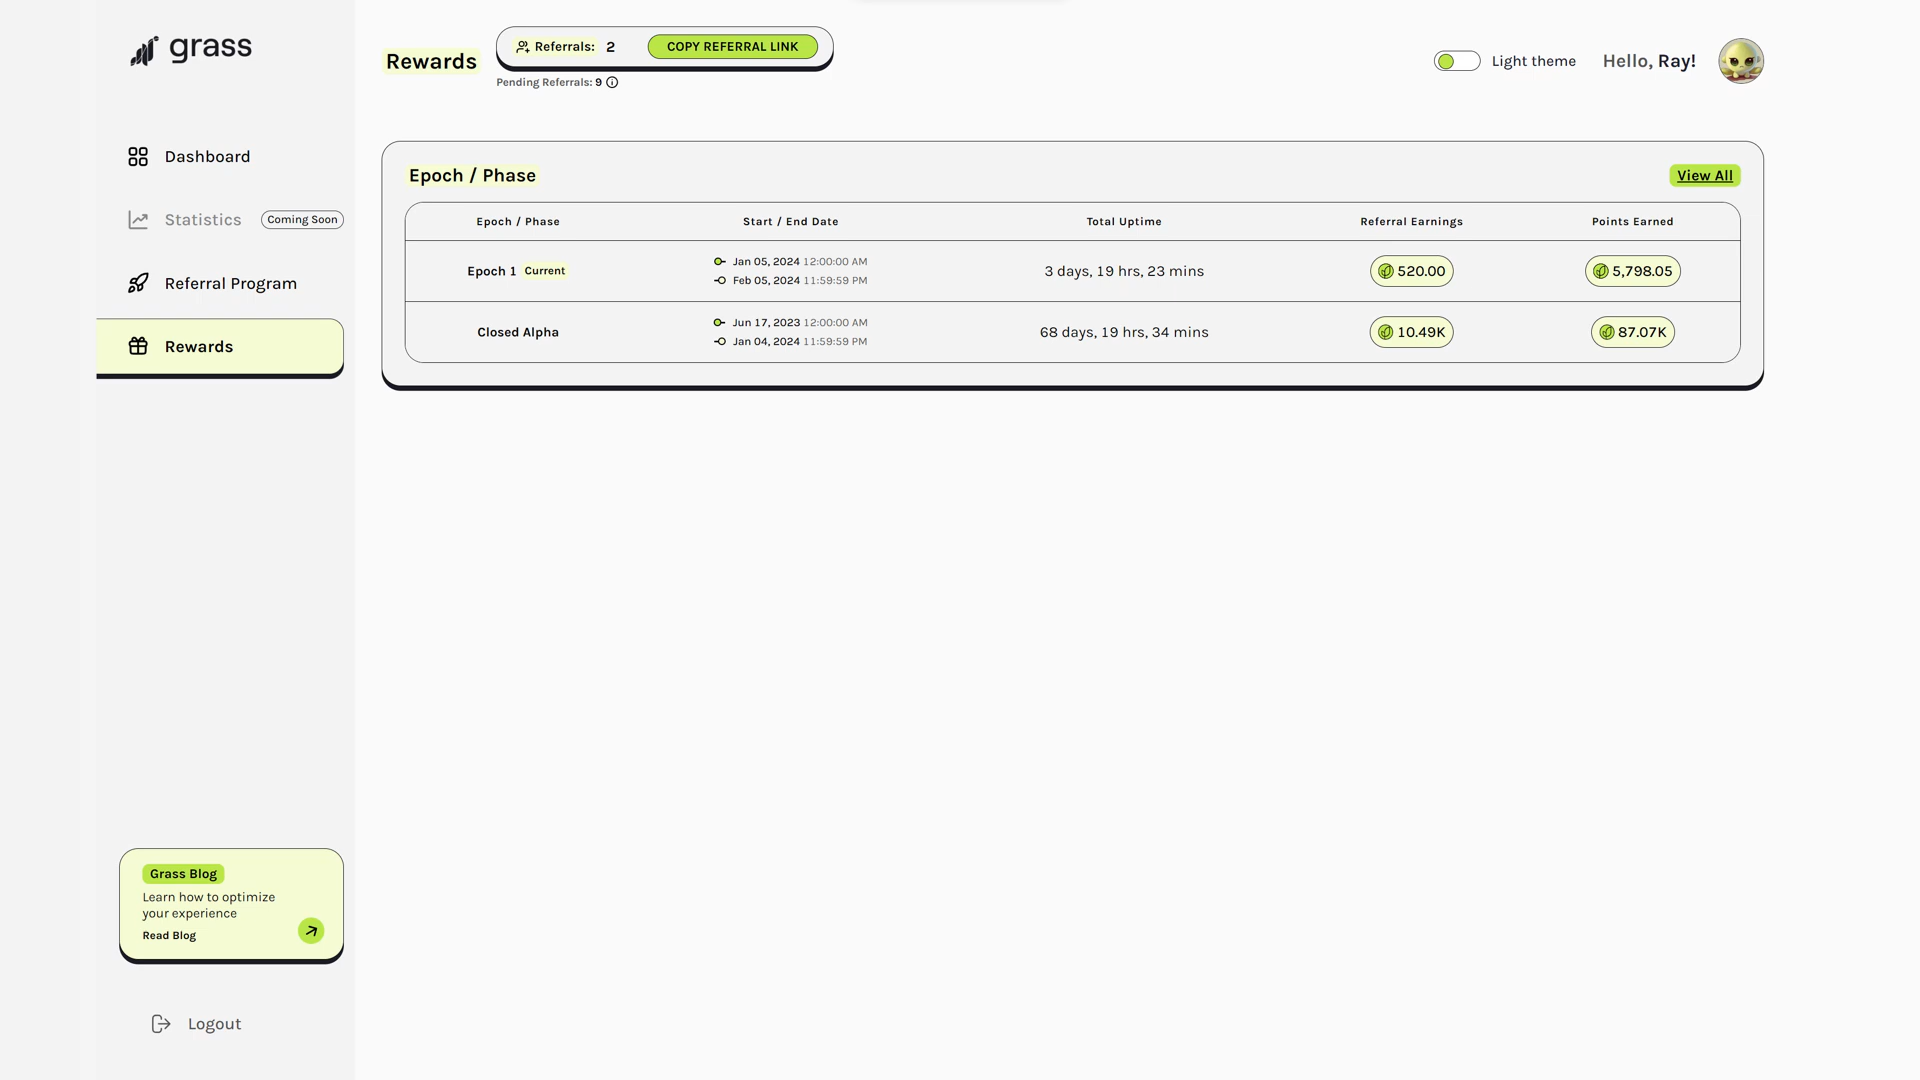 grass
Dashboard
Statistics Coming Soon
Referral Program
Rewards
Grass Blog
Learn how to optimize
your experience
Read Blog
Logout
Rewards
Referrals: 2 COPY REFERRAL LINK
Pending Referrals: 9
Light theme Hello, Ray!
Epoch / Phase View All
Epoch / Phase Start / End Date Total Uptime Referral Earnings Points Earned
Epoch 1 Current Jan 05, 2024 12:00:00 AM 3 days, 19 hrs, 23 mins 520.00 5,798.05
Feb 05, 2024 11:59:59 PM
Closed Alpha Jun 17, 2023 12:00:00 AM 68 days, 19 hrs, 34 mins 10.49K 87.07K
Jan 04, 2024 11:59:59 PM